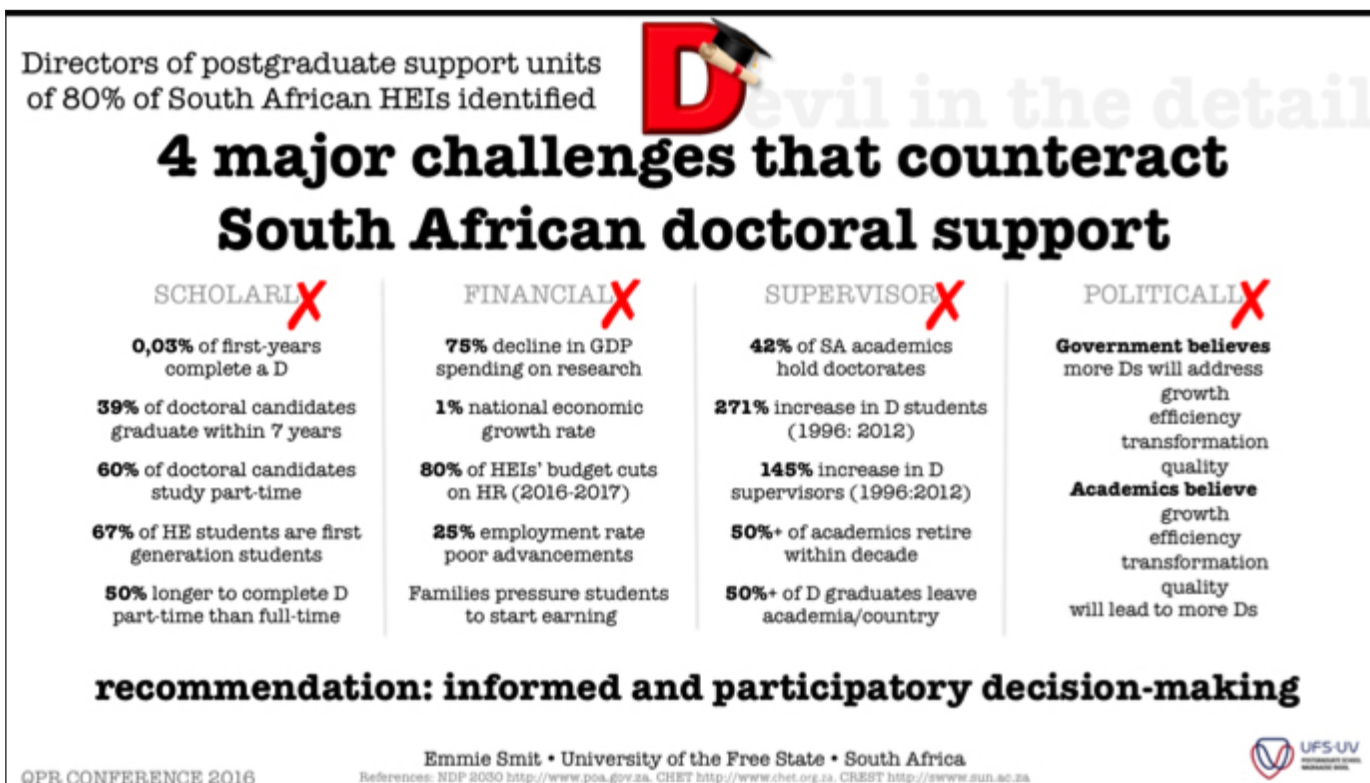 Directors of postgraduate support units
of 80% of South African HEIs identified
Devil in the detail
4 major challenges that counteract
South African doctoral support
SCHOLARL✗
0,03% of first-years
complete a D
39% of doctoral candidates
graduate within 7 years
60% of doctoral candidates
study part-time
67% of HE students are first
generation students
50% longer to complete D
part-time than full-time
FINANCIAL✗
75% decline in GDP
spending on research
1% national economic
growth rate
80% of HEIs' budget cuts
on HR (2016-2017)
25% employment rate
poor advancements
Families pressure students
to start earning
SUPERVISOR✗
42% of SA academics
hold doctorates
271% increase in D students
(1996: 2012)
145% increase in D
supervisors (1996:2012)
50%+ of academics retire
within decade
50%+ of D graduates leave
academia/country
POLITICALL✗
Government believes
more Ds will address
growth
efficiency
transformation
quality
Academics believe
growth
efficiency
transformation
quality
will lead to more Ds
recommendation: informed and participatory decision-making
Emmie Smit • University of the Free State • South Africa
QPR CONFERENCE 2016
References: NDP 2030 http://www.poa.gov.za. CHET http://www.chet.org.za. CREST http://swww.sun.ac.za
UFS·UV
POSTGRADUATE SCHOOL